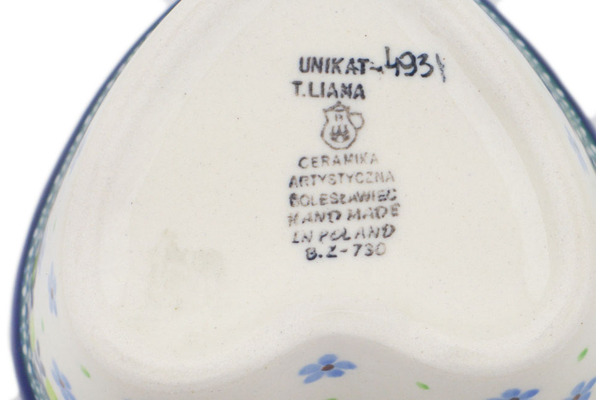 UNIKAT-4931
T.LIANA
CERAMIKA
ARTYSTYCZNA
BOLESŁAWIEC
HAND MADE
IN POLAND
B.Z-730